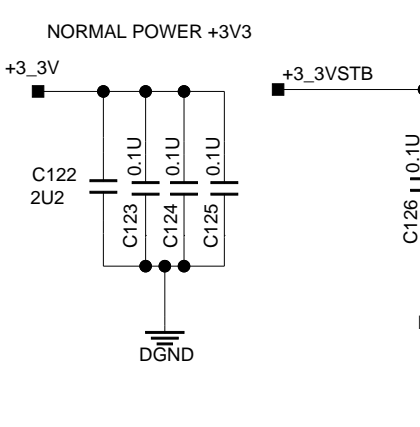 NORMAL POWER +3V3
+3_3V
+3_3VSTB
C122
2U2
C123
0.1U
C124
0.1U
C125
0.1U
C126
0.1U
DGND